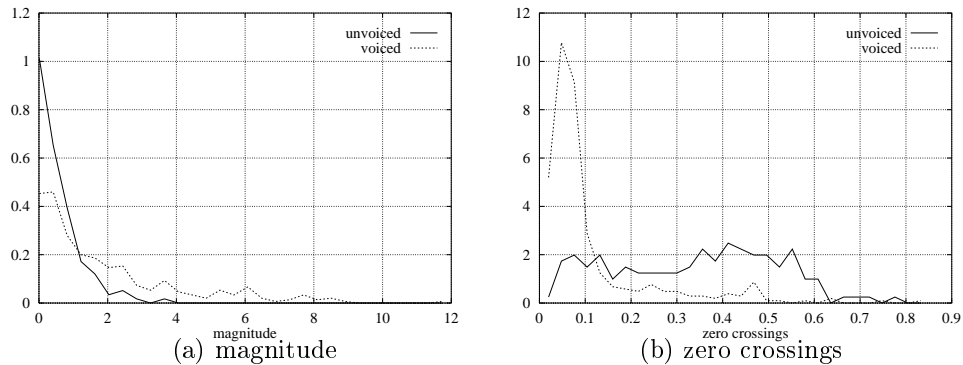 1.2
1
0.8
0.6
0.4
0.2
0
unvoiced
voiced
0 2 4 6 8 10 12
magnitude
(a) magnitude
12
10
8
6
4
2
0
unvoiced
voiced
0 0.1 0.2 0.3 0.4 0.5 0.6 0.7 0.8 0.9
zero crossings
(b) zero crossings